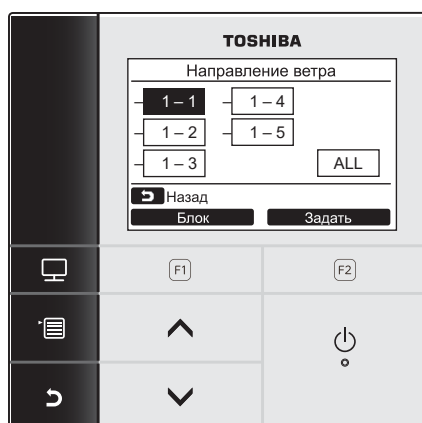 TOSHIBA
Направление ветра
1 – 1 1 – 4
1 – 2 1 – 5
1 – 3 ALL
Назад
Блок Задать
F1 F2